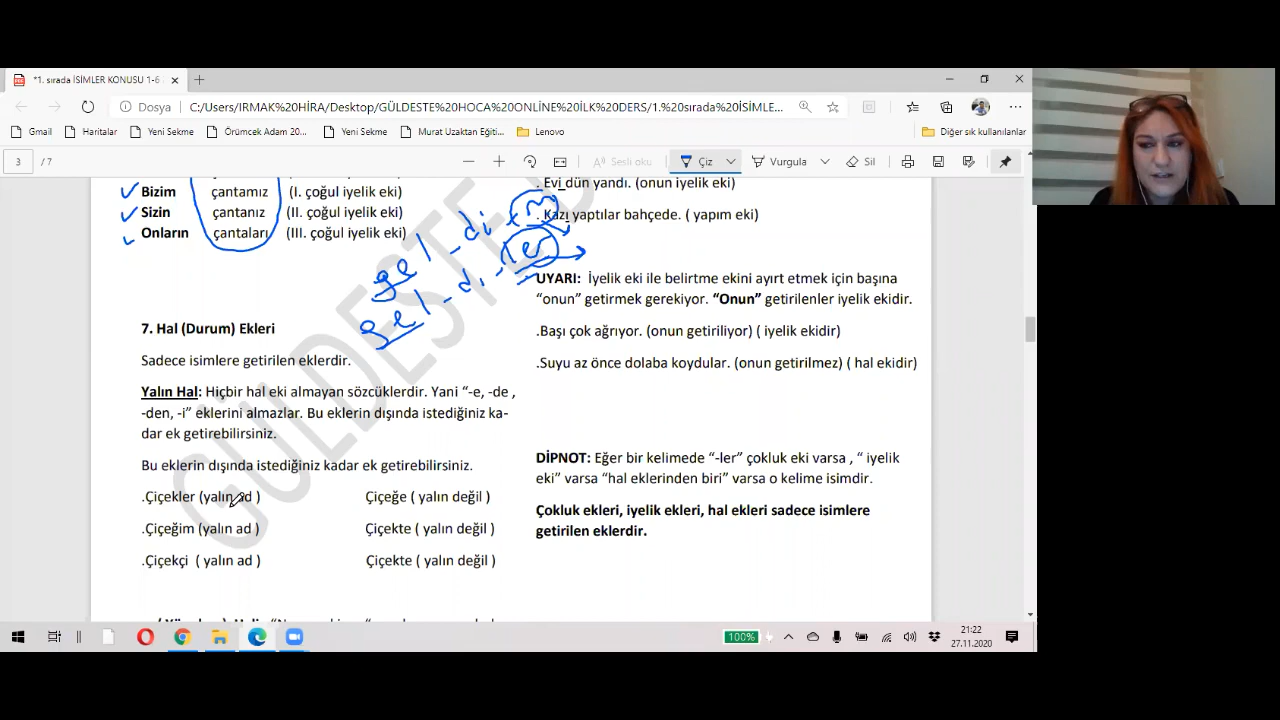 *1. sırada İSİMLER KONUSU 1-6
Dosya
C:/Users/IRMAK%20HİRA/Desktop/GÜLDESTE%20HOCA%20ONLİNE%20İLK%20DERS/1.%20sırada%20İSİMLE...
Gmail
Haritalar
Yeni Sekme
Örümcek Adam 20...
Yeni Sekme
Murat Uzaktan Eğiti...
Lenovo
Diğer sık kullanılanlar
3 / 7
Sesli oku
Çiz
Vurgula
Sil
Bizim çantamız (I. çoğul iyelik eki)
Sizin çantanız (II. çoğul iyelik eki)
Onların çantaları (III. çoğul iyelik eki)
gel-di-m
gel-di-ler
7. Hal (Durum) Ekleri
Sadece isimlere getirilen eklerdir.
Yalın Hal: Hiçbir hal eki almayan sözcüklerdir. Yani “-e, -de ,
-den, -i” eklerini almazlar. Bu eklerin dışında istediğiniz ka-
dar ek getirebilirsiniz.
Bu eklerin dışında istediğiniz kadar ek getirebilirsiniz.
.Çiçekler (yalın ad ) Çiçeğe ( yalın değil )
.Çiçeğim (yalın ad ) Çiçekte ( yalın değil )
.Çiçekçi ( yalın ad ) Çiçekte ( yalın değil )
. Evi dün yandı. (onun iyelik eki)
. Kazı yaptılar bahçede. ( yapım eki)
UYARI: İyelik eki ile belirtme ekini ayırt etmek için başına
“onun” getirmek gerekiyor. “Onun” getirilenler iyelik ekidir.
.Başı çok ağrıyor. (onun getiriliyor) ( iyelik ekidir)
.Suyu az önce dolaba koydular. (onun getirilmez) ( hal ekidir)
DİPNOT: Eğer bir kelimede “-ler” çokluk eki varsa , “ iyelik
eki” varsa “hal eklerinden biri” varsa o kelime isimdir.
Çokluk ekleri, iyelik ekleri, hal ekleri sadece isimlere
getirilen eklerdir.
GÜLDESTE
100%
21:22
27.11.2020